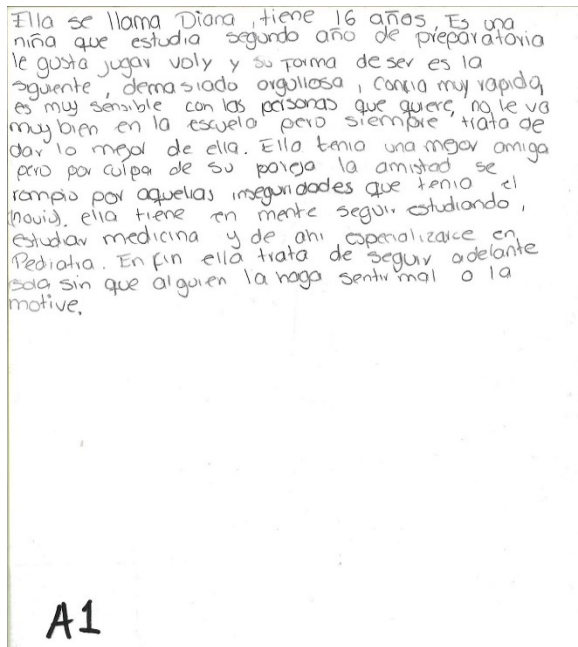 Ella se llama Diana, tiene 16 años, Es una
niña que estudia segundo año de preparatoria
le gusta jugar voly y su forma de ser es la
sguiente, demasiado orgullosa, confia muy rapido,
es muy sensible con las personas que quiere, no le va
muy bien en la escuela pero siempre, trata de
dar lo mejor de ella. Ella tenia una mejor amiga
pero por culpa de su pareja la amistad se
rompio por aquellas inseguridades que tenia el
(novio). ella tiene en mente seguir estudiando,
estudiar medicina y de ahi especializarce en
Pediatria. En fin ella trata de seguir adelante
sola sin que alguien la haga sentir mal o la
motive.
A1